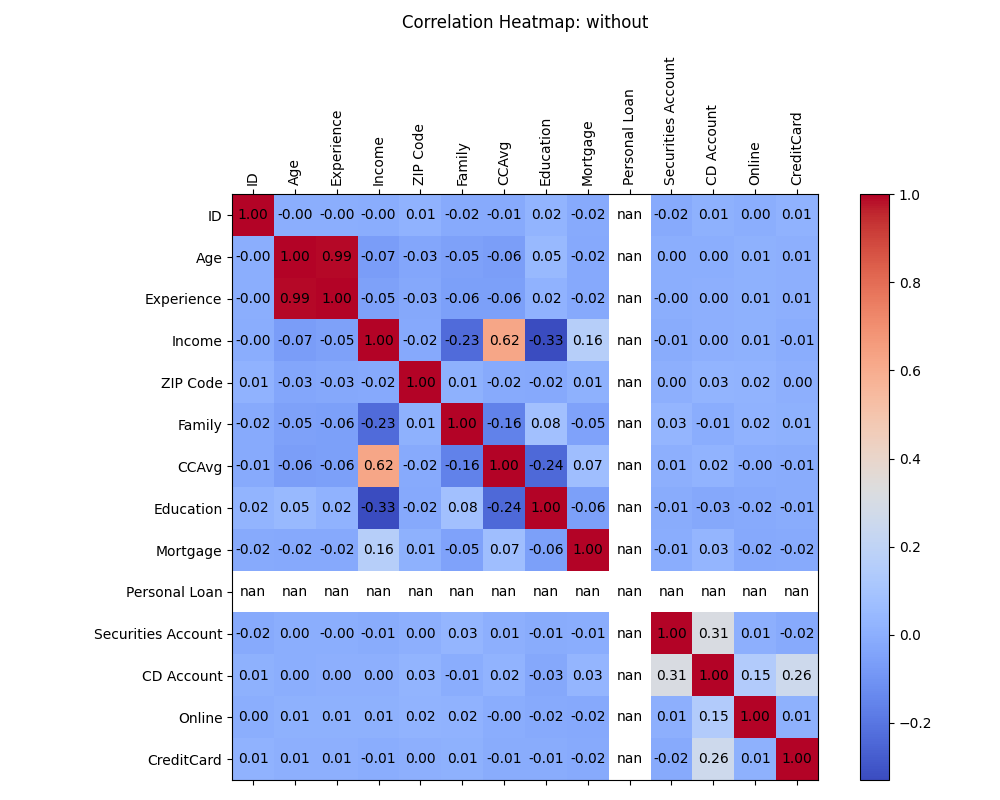 Correlation Heatmap: without
ID Age Experience Income ZIP Code Family CCAvg Education Mortgage Personal Loan Securities Account CD Account Online CreditCard
ID 1.00 -0.00 -0.00 -0.00 0.01 -0.02 -0.01 0.02 -0.02 nan -0.02 0.01 0.00 0.01
Age -0.00 1.00 0.99 -0.07 -0.03 -0.05 -0.06 0.05 -0.02 nan 0.00 0.00 0.01 0.01
Experience -0.00 0.99 1.00 -0.05 -0.03 -0.06 -0.06 0.02 -0.02 nan -0.00 0.00 0.01 0.01
Income -0.00 -0.07 -0.05 1.00 -0.02 -0.23 0.62 -0.33 0.16 nan -0.01 0.00 0.01 -0.01
ZIP Code 0.01 -0.03 -0.03 -0.02 1.00 0.01 -0.02 -0.02 0.01 nan 0.00 0.03 0.02 0.00
Family -0.02 -0.05 -0.06 -0.23 0.01 1.00 -0.16 0.08 -0.05 nan 0.03 -0.01 0.02 0.01
CCAvg -0.01 -0.06 -0.06 0.62 -0.02 -0.16 1.00 -0.24 0.07 nan 0.01 0.02 -0.00 -0.01
Education 0.02 0.05 0.02 -0.33 -0.02 0.08 -0.24 1.00 -0.06 nan -0.01 -0.03 -0.02 -0.01
Mortgage -0.02 -0.02 -0.02 0.16 0.01 -0.05 0.07 -0.06 1.00 nan -0.01 0.03 -0.02 -0.02
Personal Loan nan nan nan nan nan nan nan nan nan nan nan nan nan nan
Securities Account -0.02 0.00 -0.00 -0.01 0.00 0.03 0.01 -0.01 -0.01 nan 1.00 0.31 0.01 -0.02
CD Account 0.01 0.00 0.00 0.00 0.03 -0.01 0.02 -0.03 0.03 nan 0.31 1.00 0.15 0.26
Online 0.00 0.01 0.01 0.01 0.02 0.02 -0.00 -0.02 -0.02 nan 0.01 0.15 1.00 0.01
CreditCard 0.01 0.01 0.01 -0.01 0.00 0.01 -0.01 -0.01 -0.02 nan -0.02 0.26 0.01 1.00
1.0
0.8
0.6
0.4
0.2
0.0
−0.2